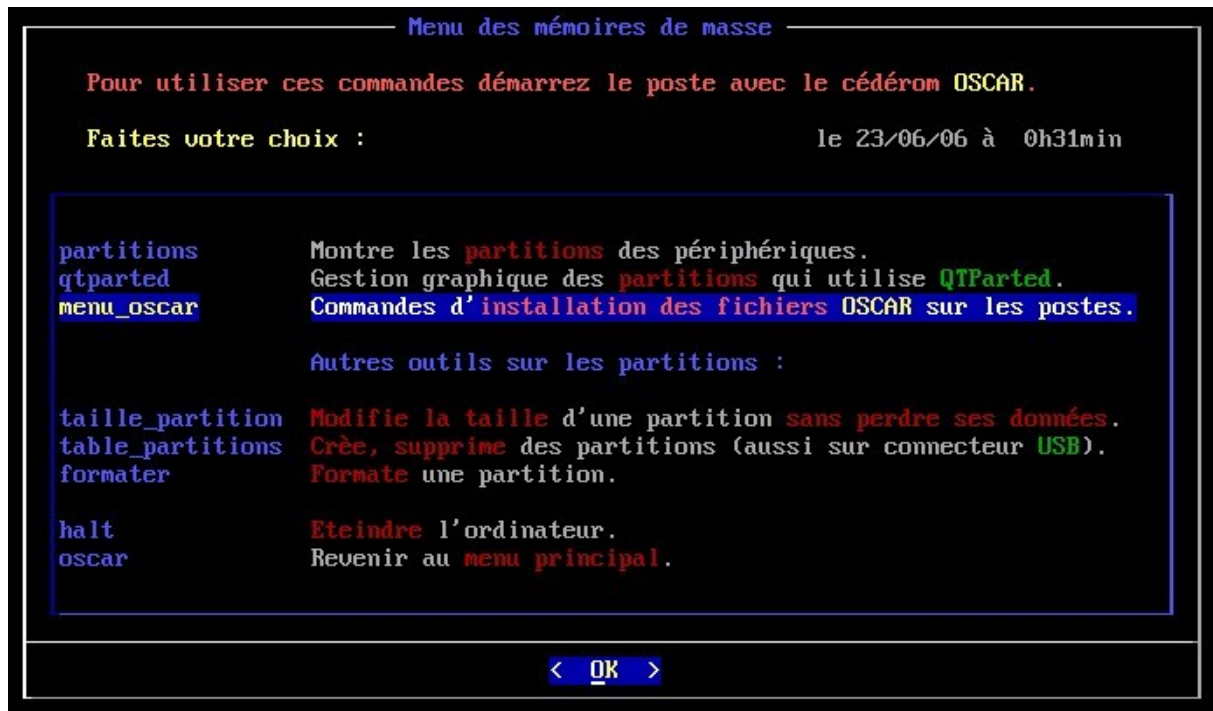 Menu des mémoires de masse
Pour utiliser ces commandes démarrez le poste avec le cédérom OSCAR.
Faites votre choix : le 23/06/06 à 0h31min
partitions Montre les partitions des périphériques.
qtparted Gestion graphique des partitions qui utilise QTParted.
menu_oscar Commandes d'installation des fichiers OSCAR sur les postes.
Autres outils sur les partitions :
taille_partition Modifie la taille d'une partition sans perdre ses données.
table_partitions Crèe, supprime des partitions (aussi sur connecteur USB).
formater Formate une partition.
halt Eteindre l'ordinateur.
oscar Revenir au menu principal.
< OK >